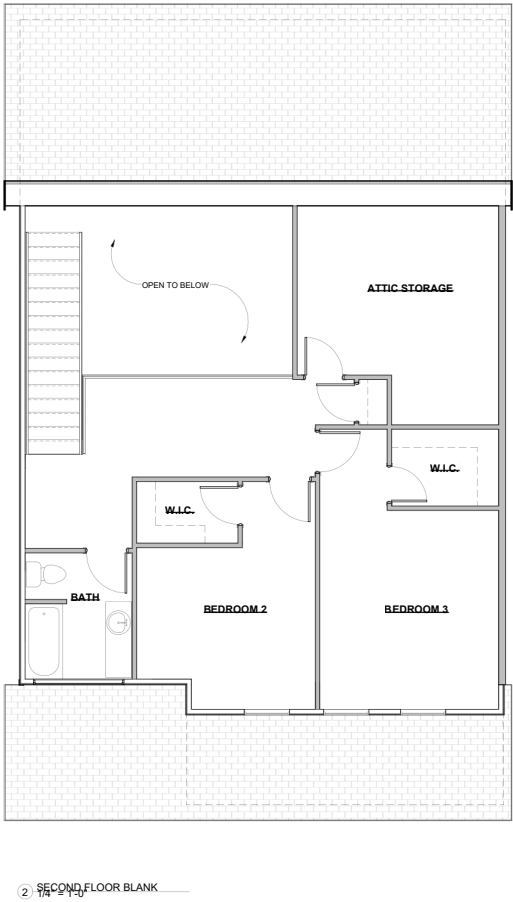 OPEN TO BELOW
ATTIC STORAGE
W.I.C.
W.I.C.
BATH
BEDROOM 2
BEDROOM 3
2
SECOND FLOOR BLANK
1/4" = 1'-0"